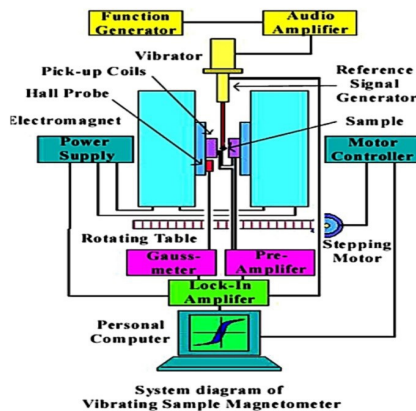 Function
Generator
Audio
Amplifier
Vibrator
Pick-up Coils
Hall Probe
Electromagnet
Reference
Signal
Generator
Sample
Power
Supply
Motor
Controller
Rotating Table
Stepping
Motor
Gauss-
meter
Pre-
Amplifer
Lock-In
Amplifer
Personal
Computer
System diagram of
Vibrating Sample Magnetometer